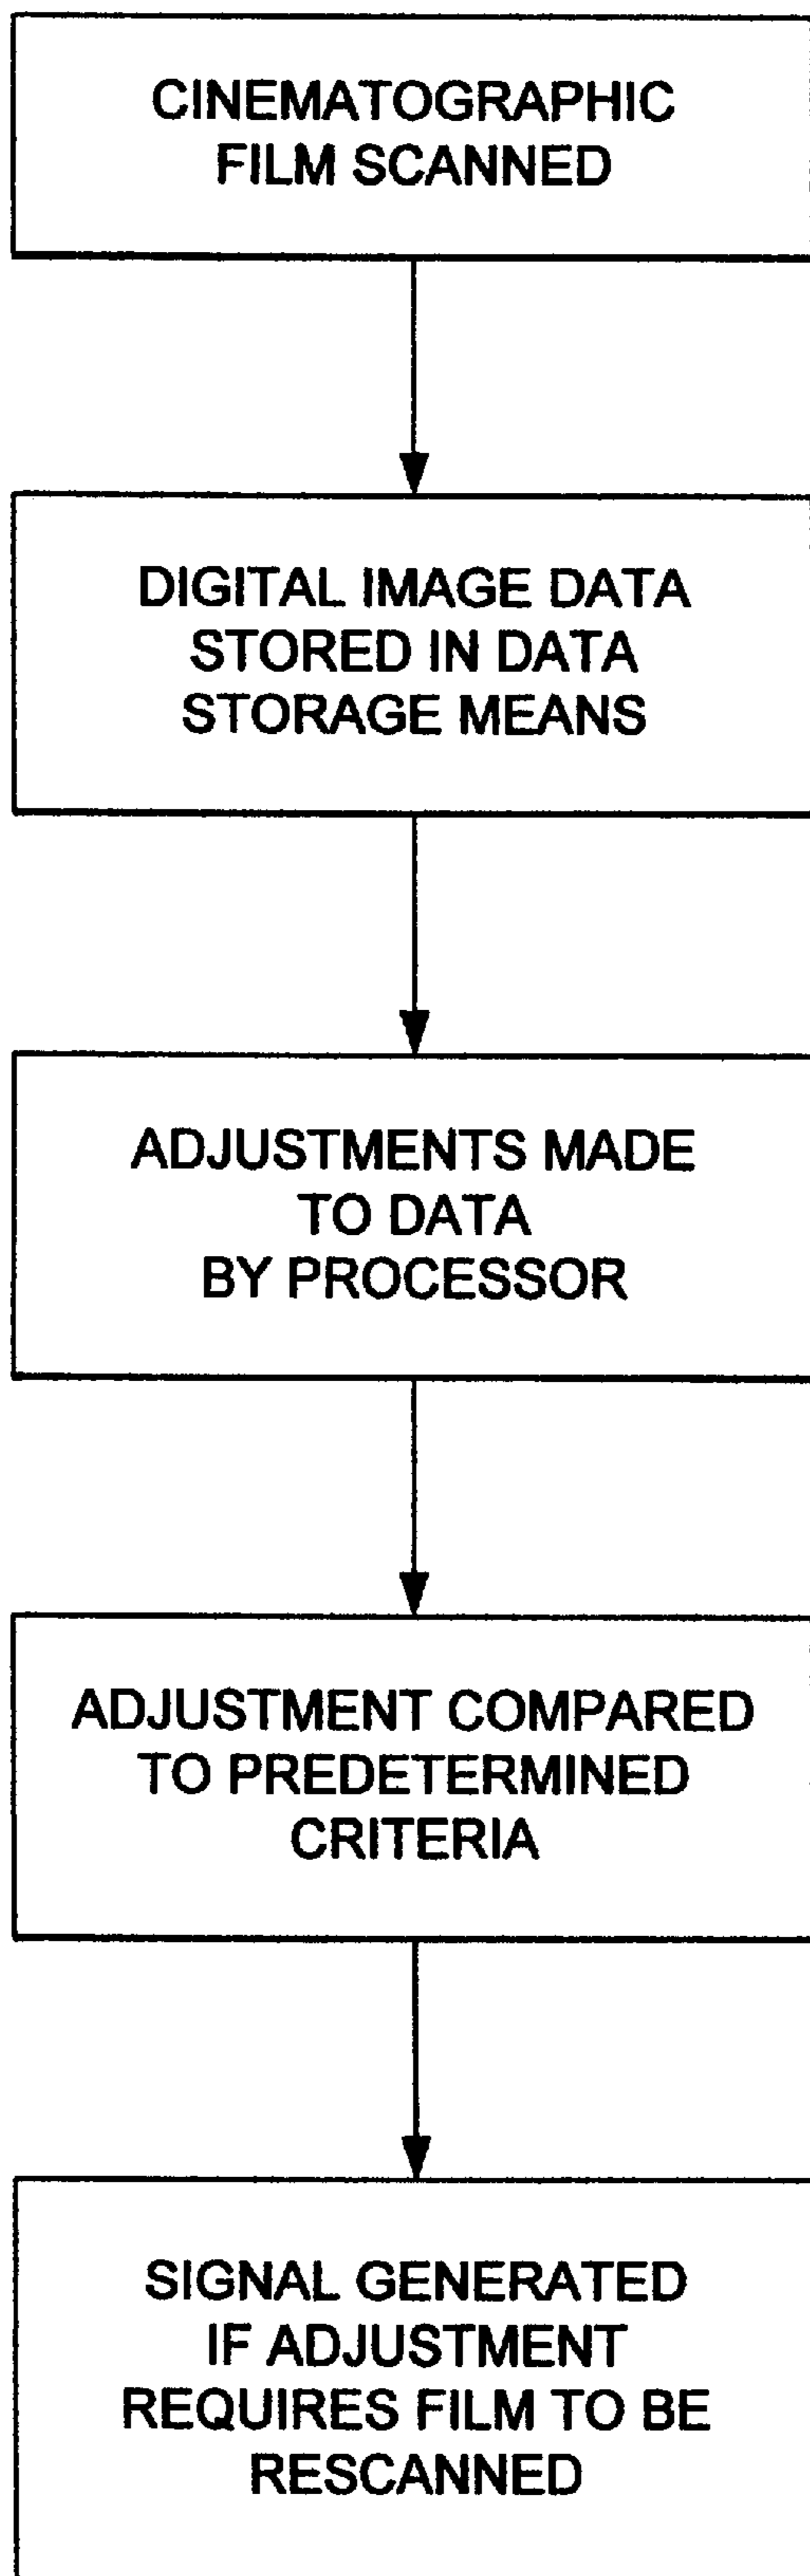 CINEMATOGRAPHIC
FILM SCANNED
DIGITAL IMAGE DATA
STORED IN DATA
STORAGE MEANS
ADJUSTMENTS MADE
TO DATA
BY PROCESSOR
ADJUSTMENT COMPARED
TO PREDETERMINED
CRITERIA
SIGNAL GENERATED
IF ADJUSTMENT
REQUIRES FILM TO BE
RESCANNED